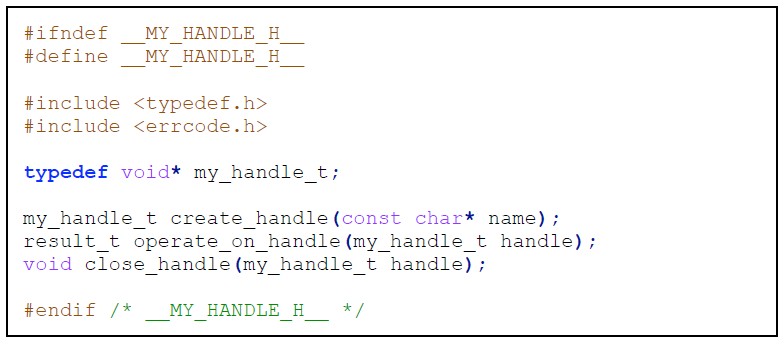 #ifndef __MY_HANDLE_H__
#define __MY_HANDLE_H__
#include <typedef.h>
#include <errcode.h>
typedef void* my_handle_t;
my_handle_t create_handle(const char* name);
result_t operate_on_handle(my_handle_t handle);
void close_handle(my_handle_t handle);
#endif /* __MY_HANDLE_H__ */